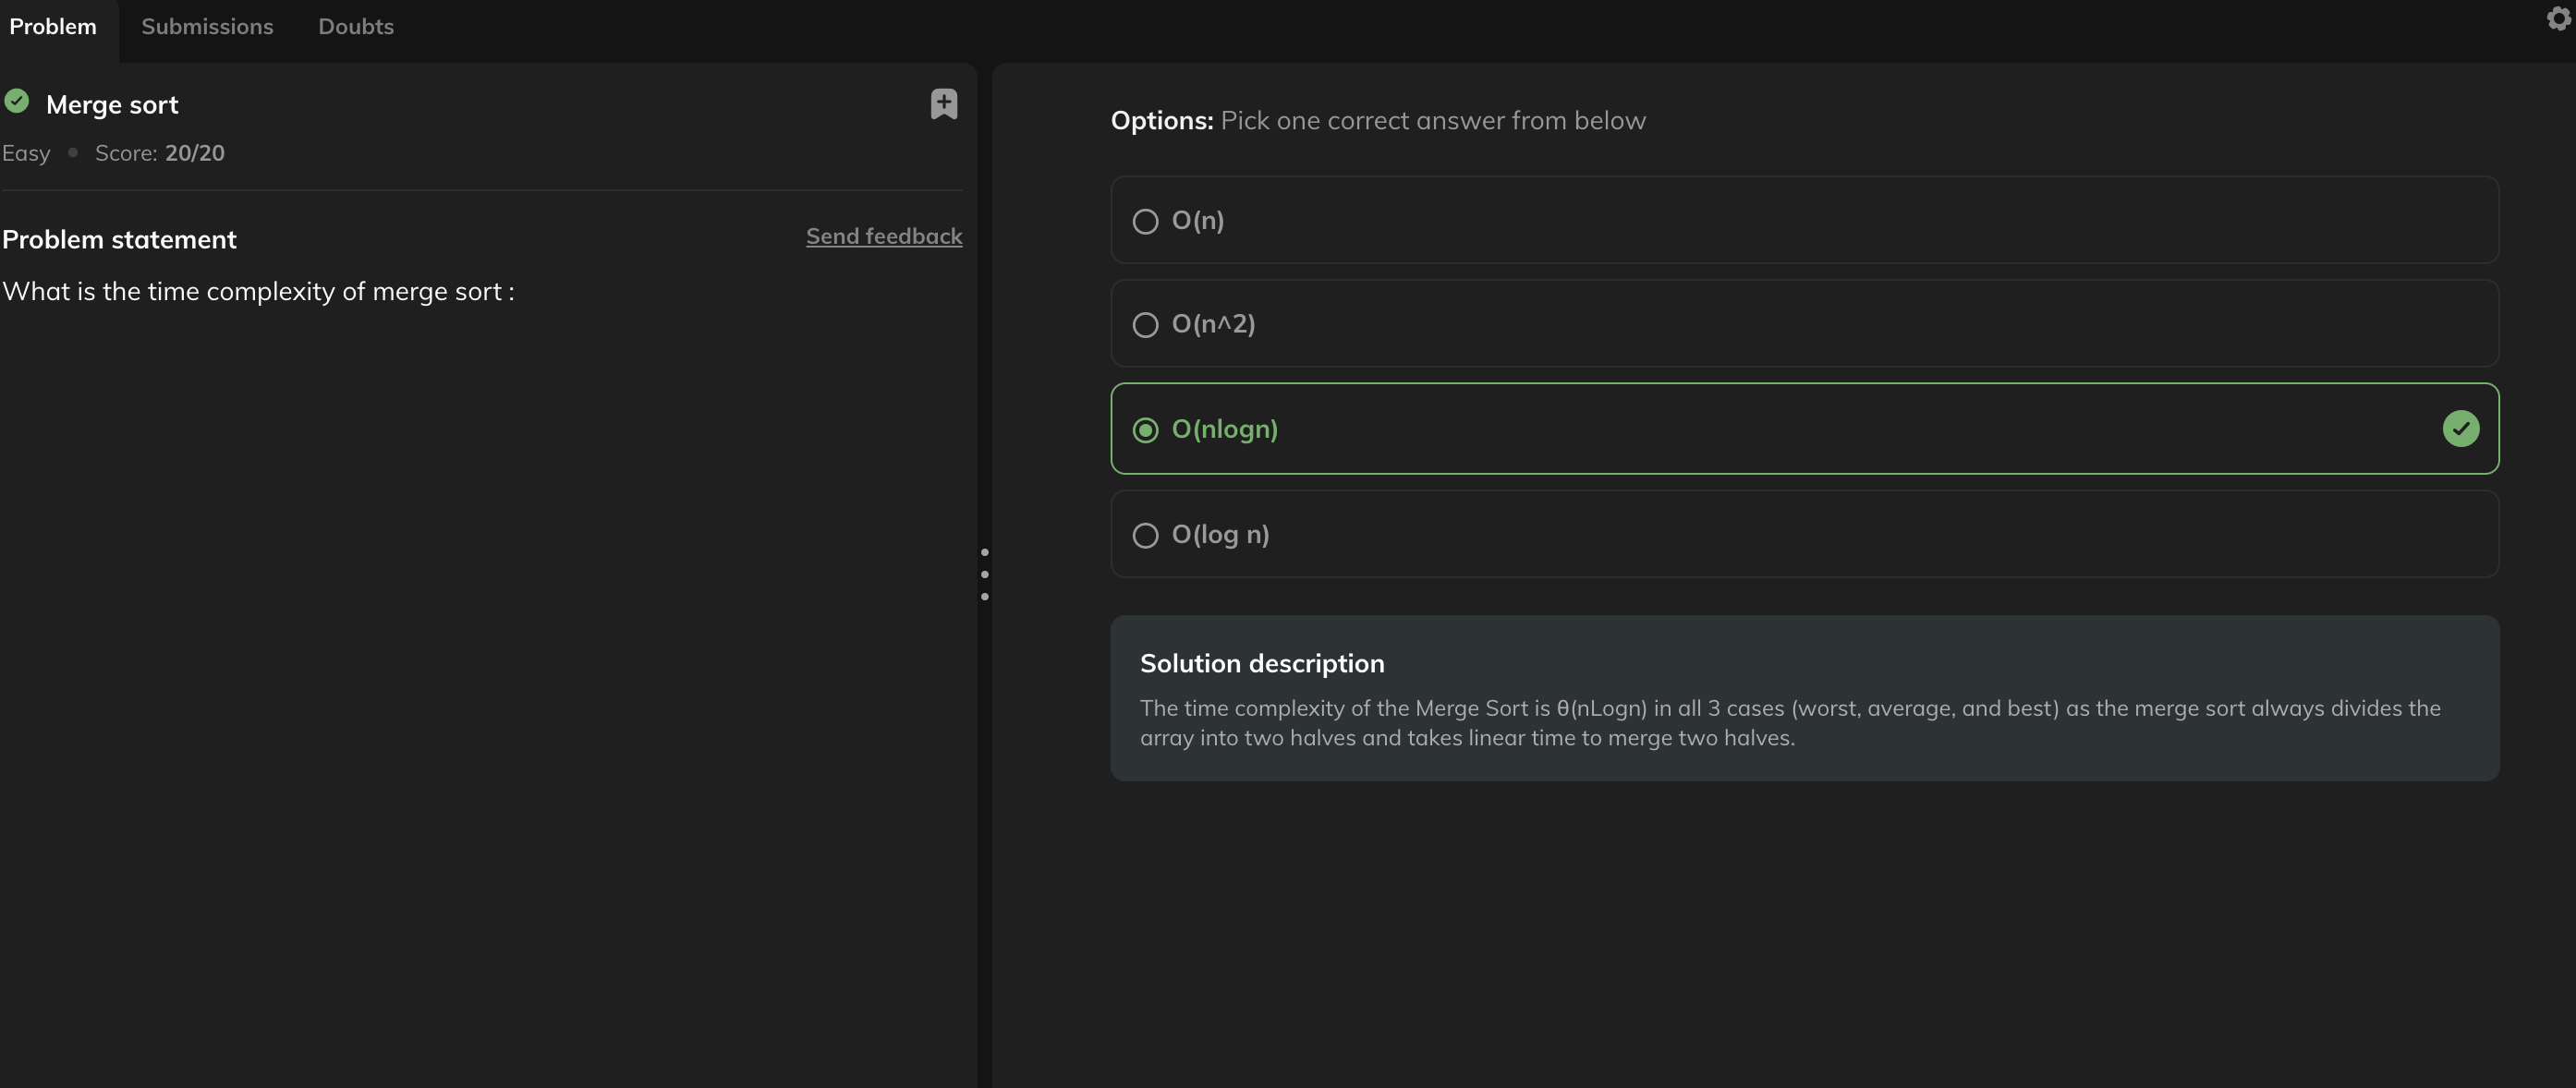 Problem Submissions Doubts
Merge sort
Easy • Score: 20/20
Problem statement
Send feedback
What is the time complexity of merge sort :
Options: Pick one correct answer from below
O(n)
O(n^2)
O(nlogn)
O(log n)
Solution description
The time complexity of the Merge Sort is θ(nLogn) in all 3 cases (worst, average, and best) as the merge sort always divides the
array into two halves and takes linear time to merge two halves.